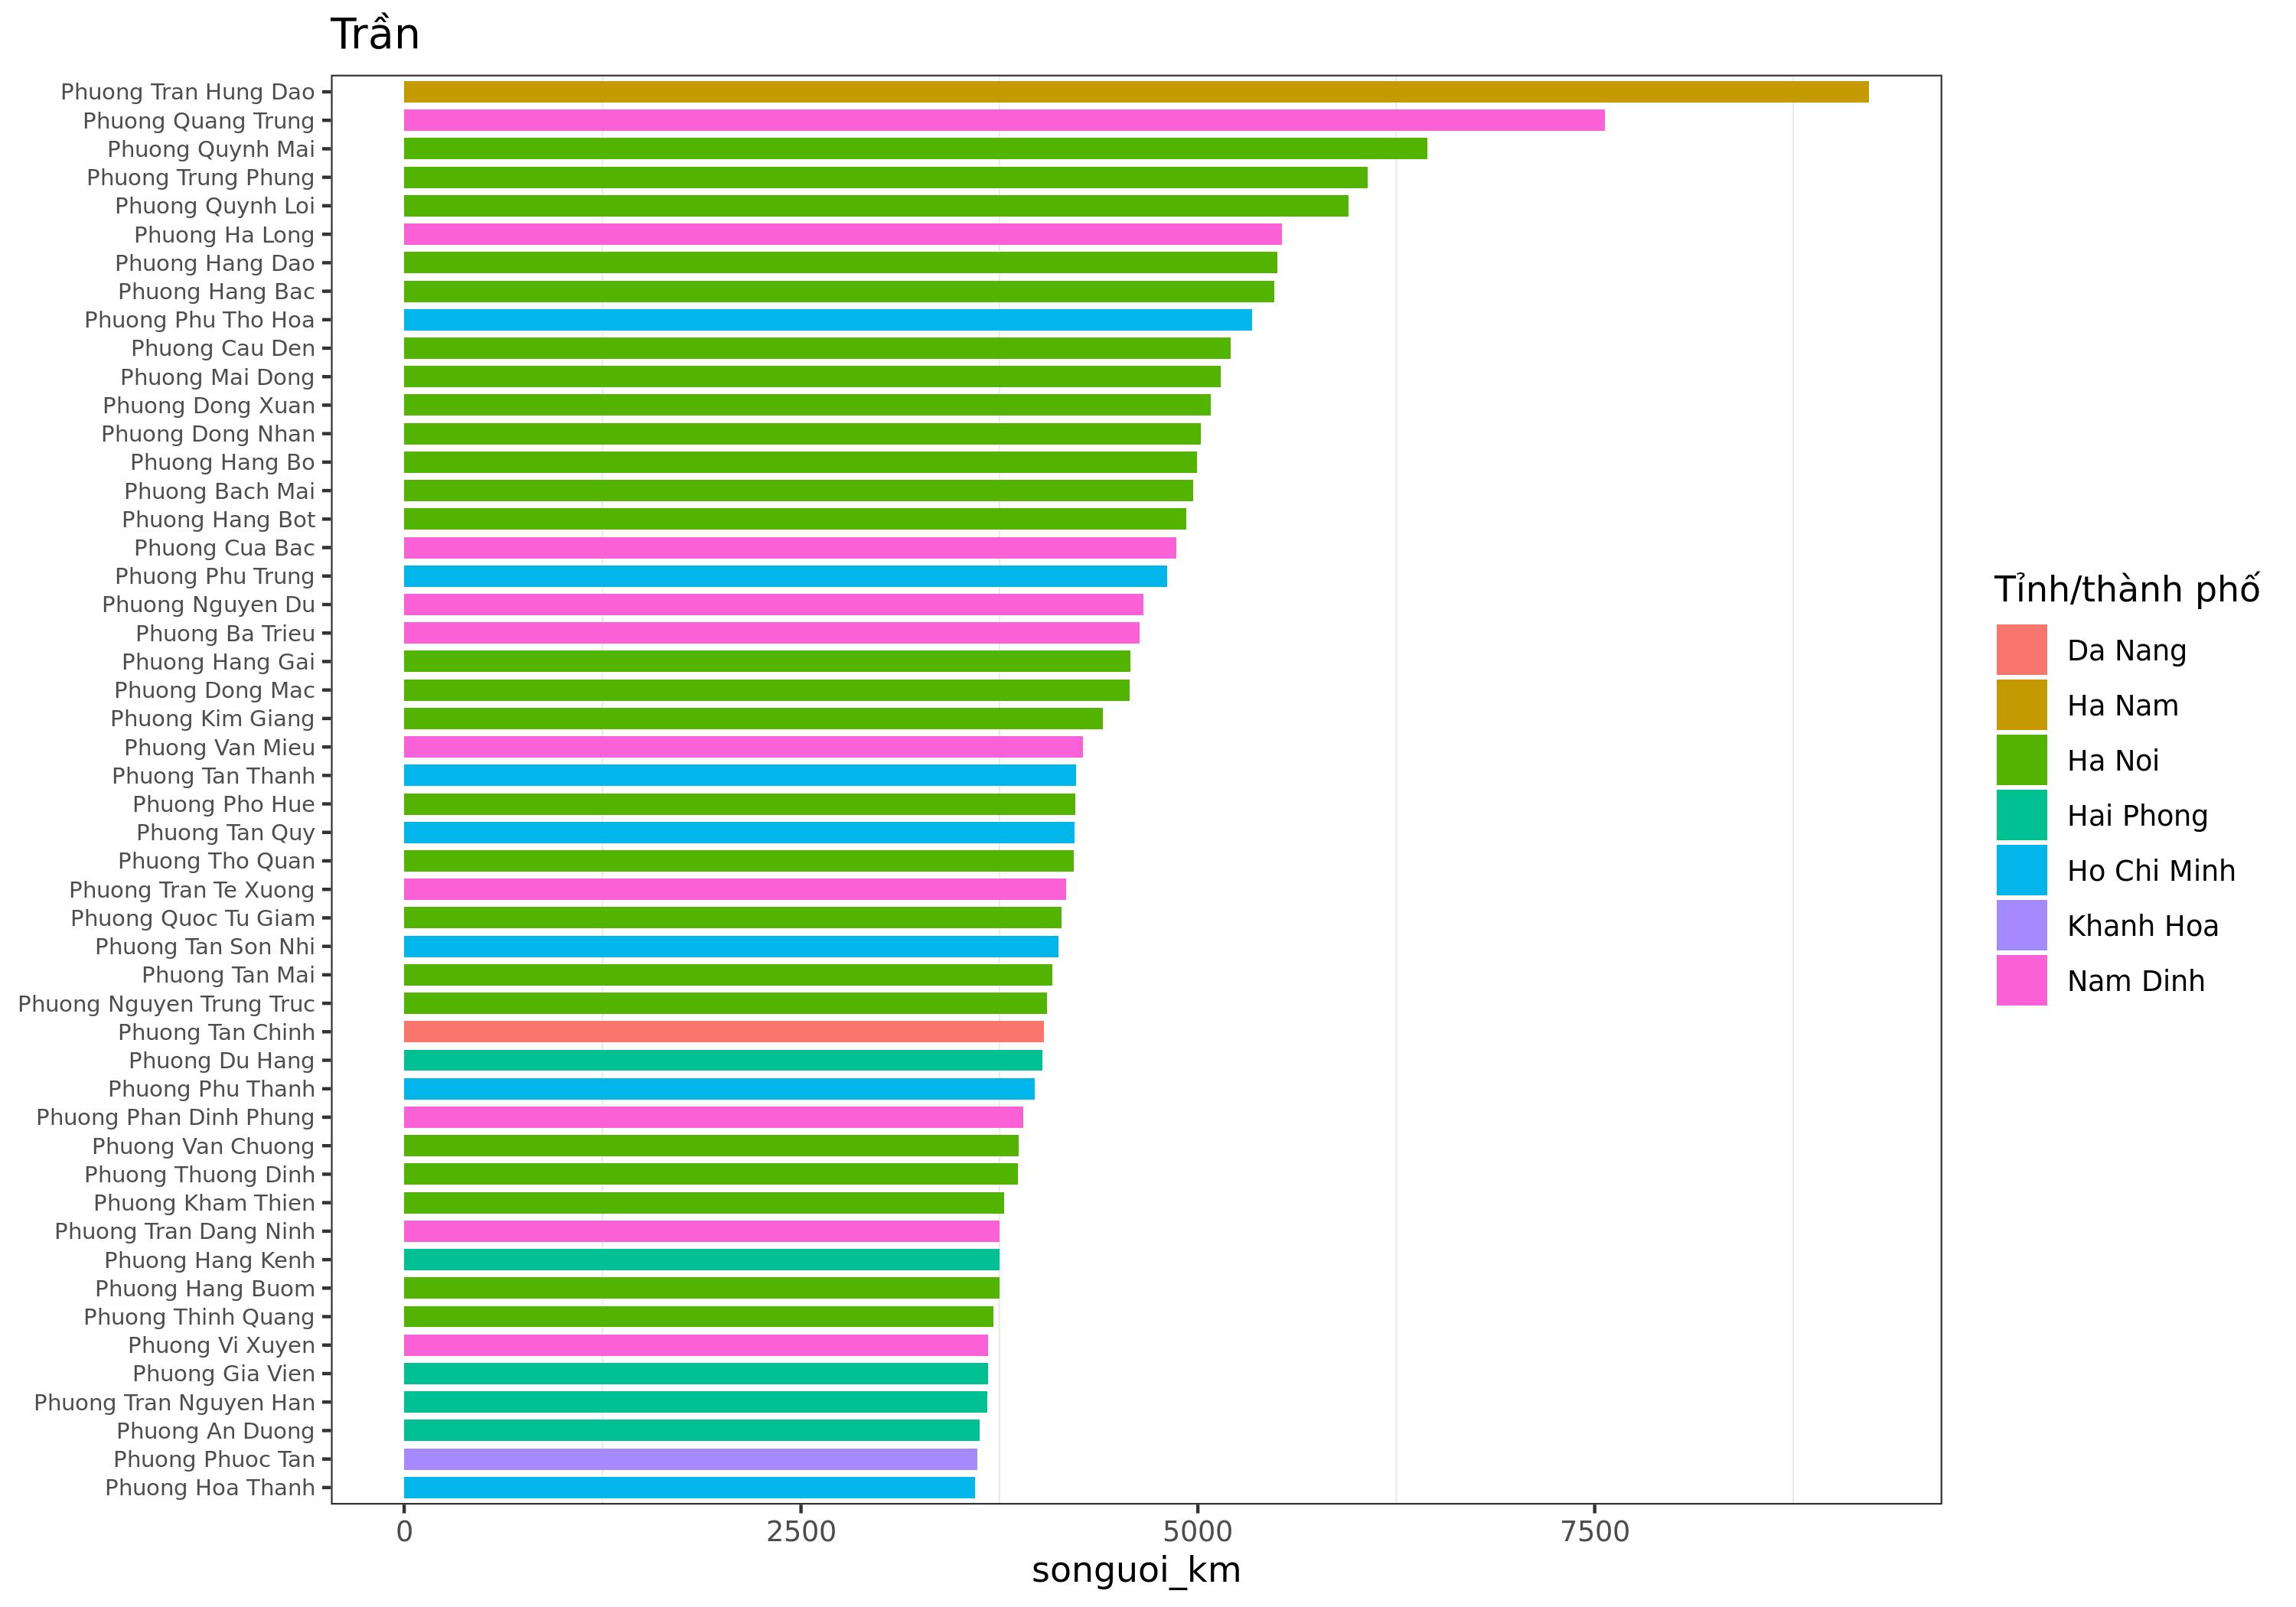 Trần
Phuong Tran Hung Dao
Phuong Quang Trung
Phuong Quynh Mai
Phuong Trung Phung
Phuong Quynh Loi
Phuong Ha Long
Phuong Hang Dao
Phuong Hang Bac
Phuong Phu Tho Hoa
Phuong Cau Den
Phuong Mai Dong
Phuong Dong Xuan
Phuong Dong Nhan
Phuong Hang Bo
Phuong Bach Mai
Phuong Hang Bot
Phuong Cua Bac
Phuong Phu Trung
Phuong Nguyen Du
Phuong Ba Trieu
Phuong Hang Gai
Phuong Dong Mac
Phuong Kim Giang
Phuong Van Mieu
Phuong Tan Thanh
Phuong Pho Hue
Phuong Tan Quy
Phuong Tho Quan
Phuong Tran Te Xuong
Phuong Quoc Tu Giam
Phuong Tan Son Nhi
Phuong Tan Mai
Phuong Nguyen Trung Truc
Phuong Tan Chinh
Phuong Du Hang
Phuong Phu Thanh
Phuong Phan Dinh Phung
Phuong Van Chuong
Phuong Thuong Dinh
Phuong Kham Thien
Phuong Tran Dang Ninh
Phuong Hang Kenh
Phuong Hang Buom
Phuong Thinh Quang
Phuong Vi Xuyen
Phuong Gia Vien
Phuong Tran Nguyen Han
Phuong An Duong
Phuong Phuoc Tan
Phuong Hoa Thanh
0 2500 5000 7500
songuoi_km
Tỉnh/thành phố
Da Nang
Ha Nam
Ha Noi
Hai Phong
Ho Chi Minh
Khanh Hoa
Nam Dinh